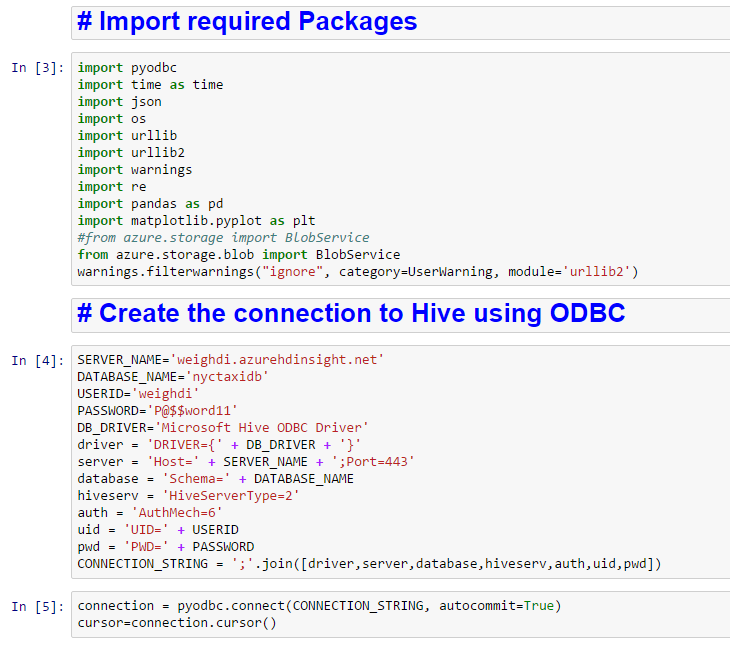 # Import required Packages
In [3]:
import pyodbc
import time as time
import json
import os
import urllib
import urllib2
import warnings
import re
import pandas as pd
import matplotlib.pyplot as plt
#from azure.storage import BlobService
from azure.storage.blob import BlobService
warnings.filterwarnings("ignore", category=UserWarning, module='urllib2')
# Create the connection to Hive using ODBC
In [4]:
SERVER_NAME='weighdi.azurehdinsight.net'
DATABASE_NAME='nyctaxidb'
USERID='weighdi'
PASSWORD='P@$$word11'
DB_DRIVER='Microsoft Hive ODBC Driver'
driver = 'DRIVER={' + DB_DRIVER + '}'
server = 'Host=' + SERVER_NAME + ';Port=443'
database = 'Schema=' + DATABASE_NAME
hiveserv = 'HiveServerType=2'
auth = 'AuthMech=6'
uid = 'UID=' + USERID
pwd = 'PWD=' + PASSWORD
CONNECTION_STRING = ';'.join([driver,server,database,hiveserv,auth,uid,pwd])
In [5]:
connection = pyodbc.connect(CONNECTION_STRING, autocommit=True)
cursor=connection.cursor()